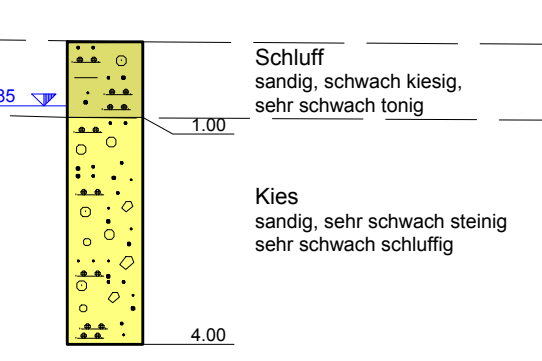 Schluff
sandig, schwach kiesig,
sehr schwach tonig
35
1.00
Kies
sandig, sehr schwach steinig
sehr schwach schluffig
4.00